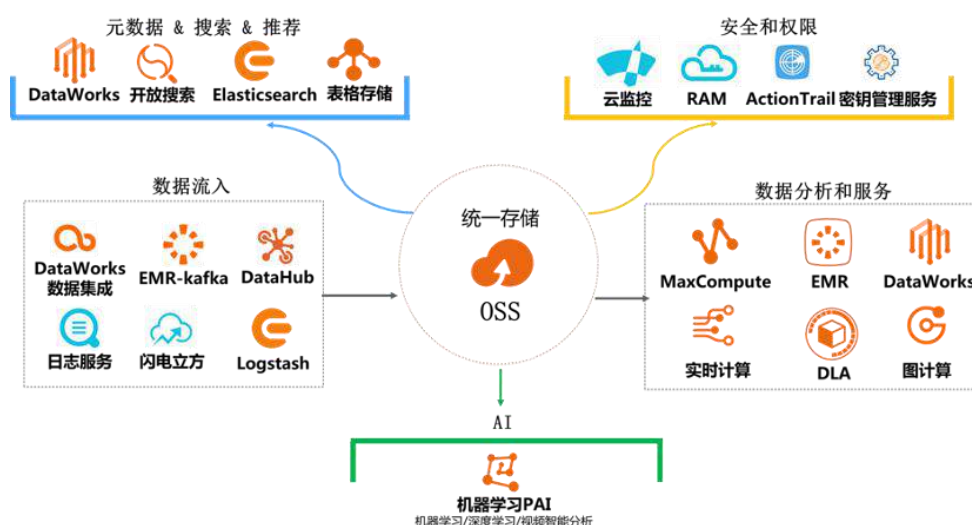 元数据 & 搜索 & 推荐
DataWorks 开放搜索 Elasticsearch 表格存储
安全和权限
云监控 RAM ActionTrail 密钥管理服务
数据流入
DataWorks
数据集成
EMR-kafka
DataHub
日志服务 闪电立方 Logstash
统一存储
OSS
数据分析和服务
MaxCompute EMR DataWorks
实时计算 DLA 图计算
AI
机器学习PAI
机器学习/深度学习/视频智能分析